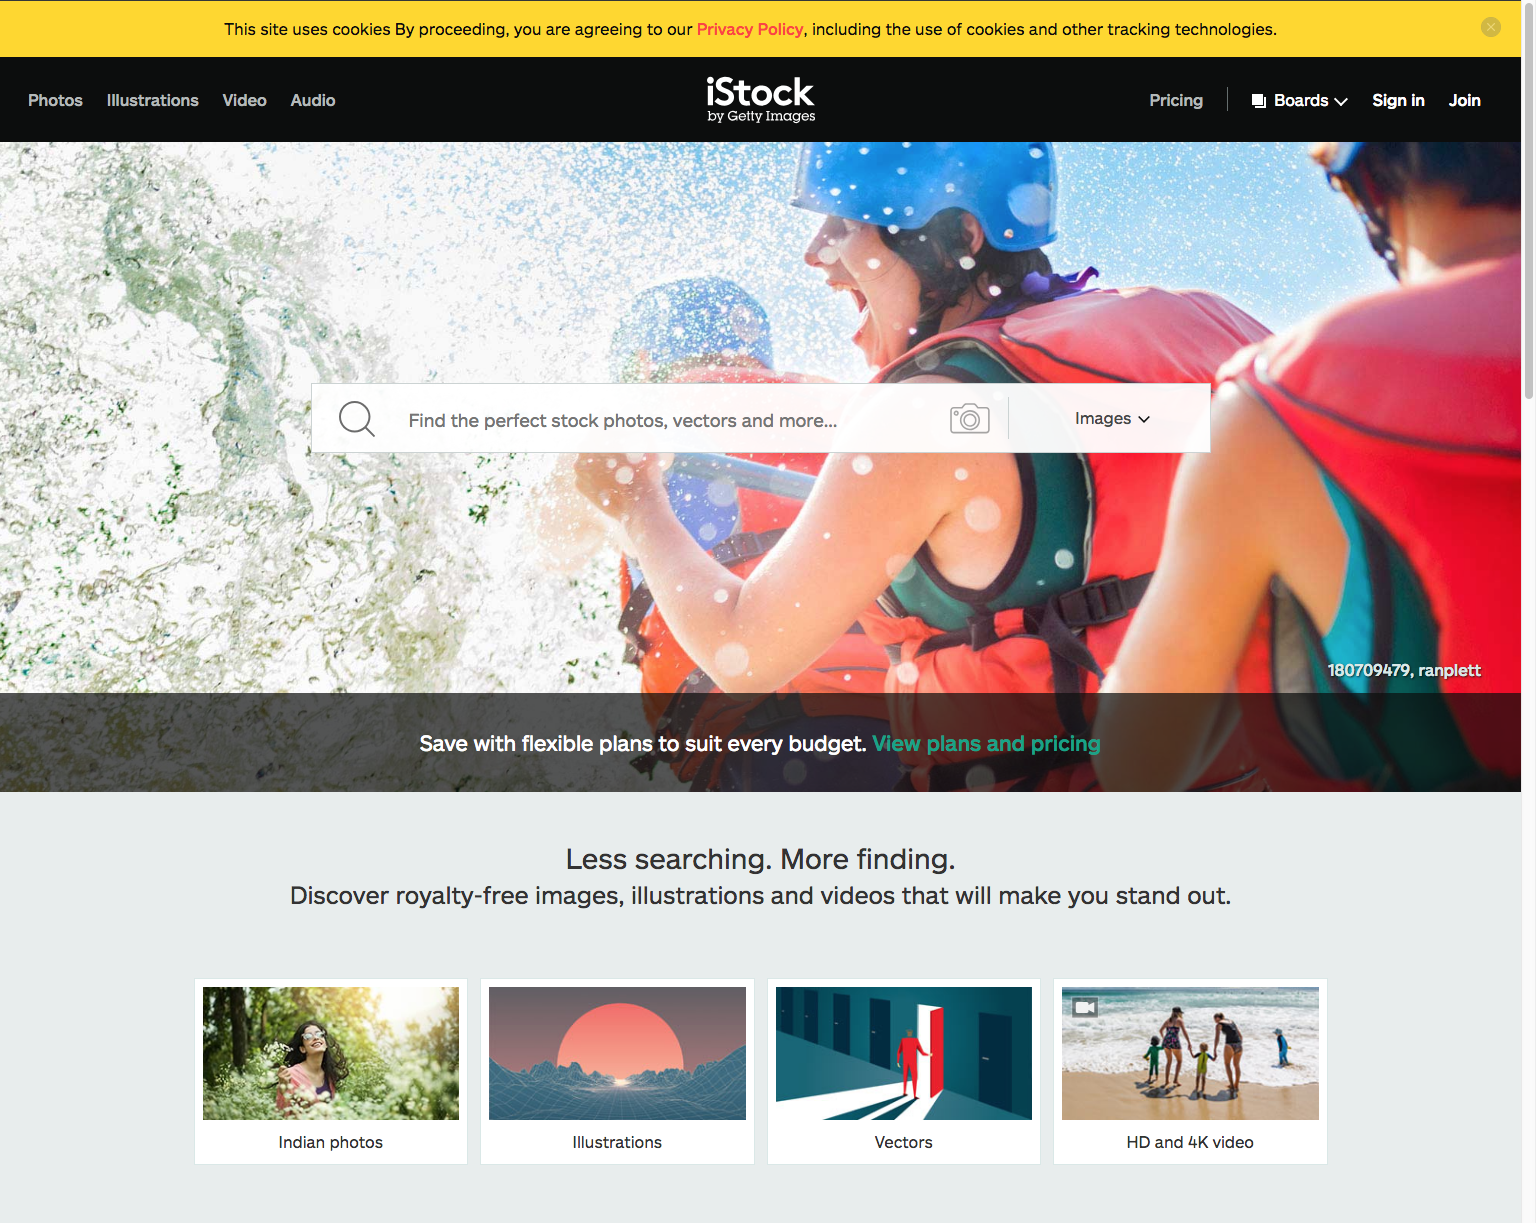 This site uses cookies By proceeding, you are agreeing to our Privacy Policy, including the use of cookies and other tracking technologies.
Photos Illustrations Video Audio
iStock
by Getty Images
Pricing Boards Sign in Join
Find the perfect stock photos, vectors and more...
Images
180709479, ranplett
Save with flexible plans to suit every budget. View plans and pricing
Less searching. More finding.
Discover royalty-free images, illustrations and videos that will make you stand out.
Indian photos
Illustrations
Vectors
HD and 4K video